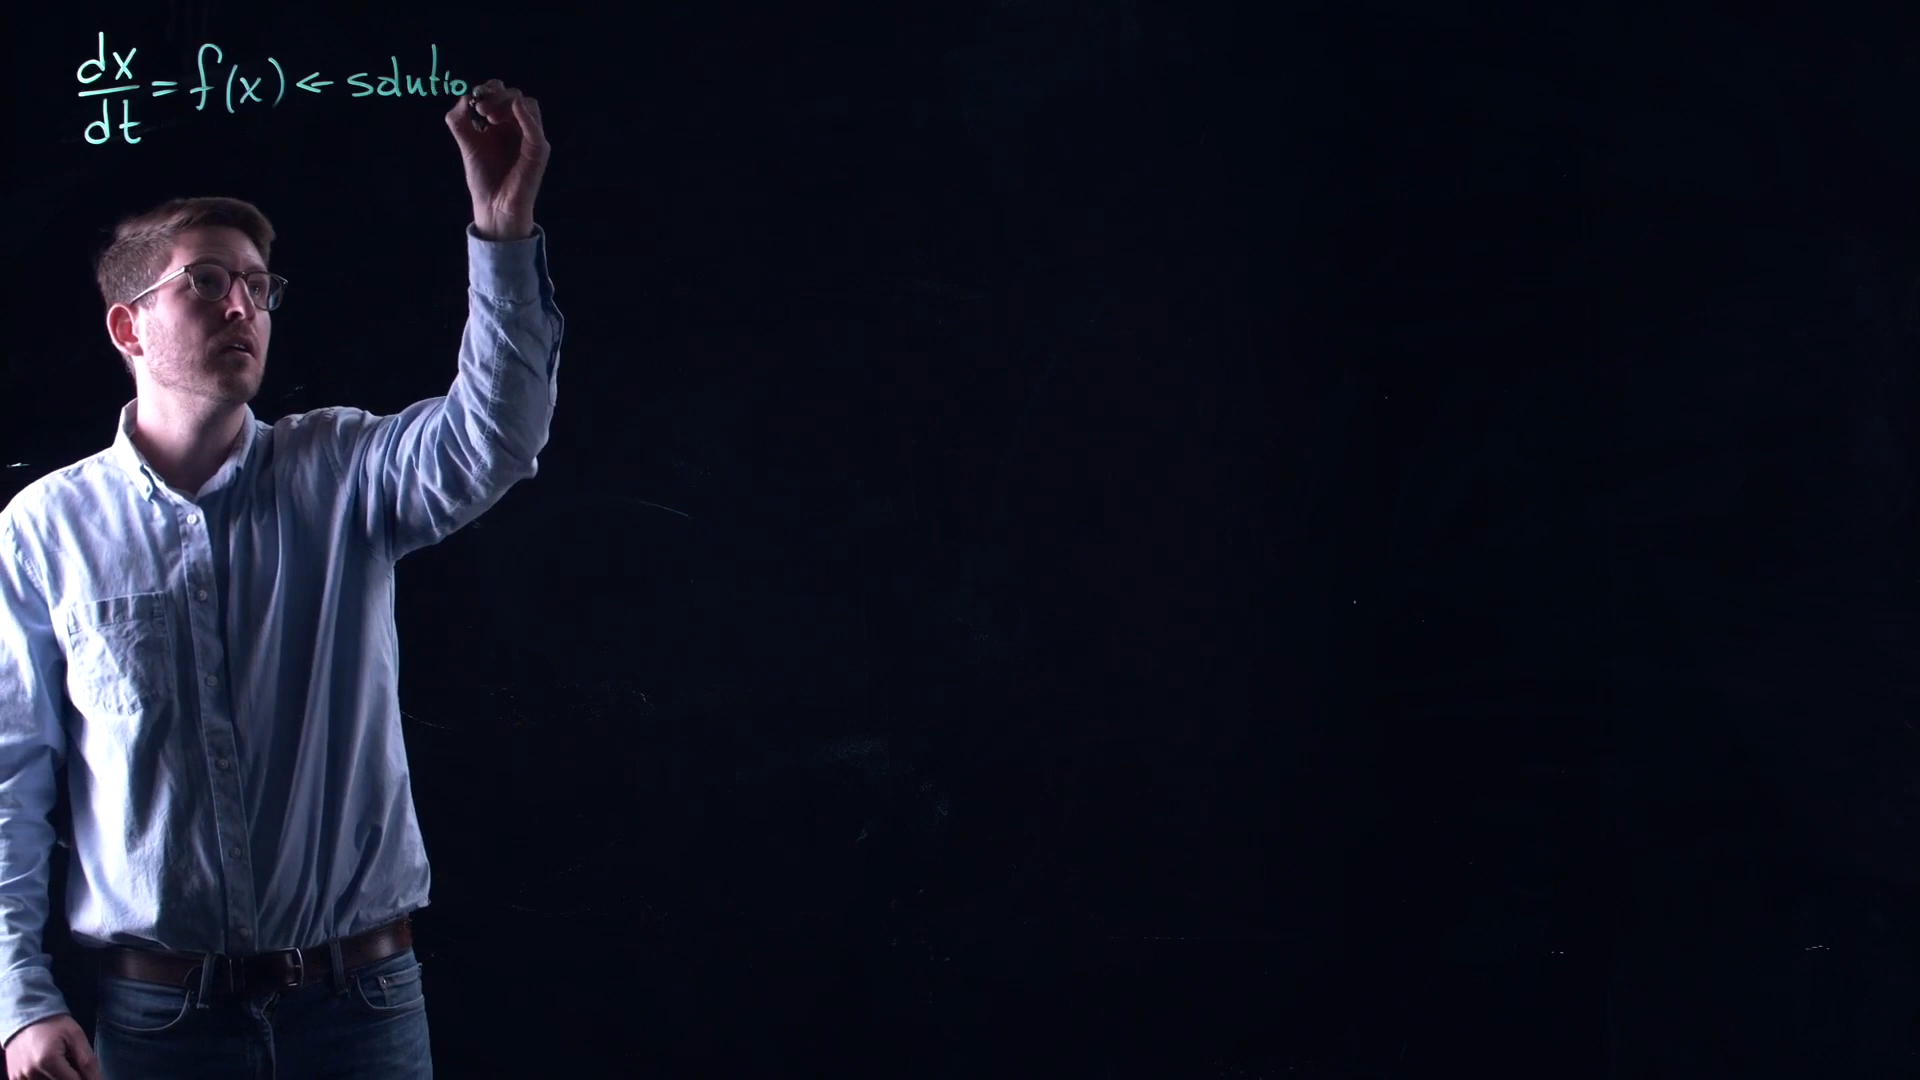 dx/dt = f(x) ← solutio